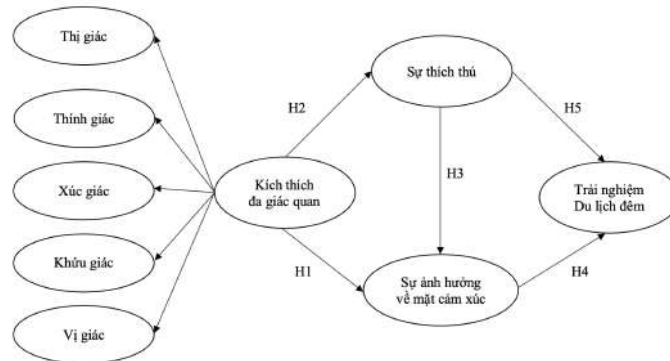 Thị giác
Thính giác
Xúc giác
Khứu giác
Vị giác
Kích thích
đa giác quan
H2
H1
Sự thích thú
H3
Sự ảnh hưởng
về mặt cảm xúc
H5
H4
Trải nghiệm
Du lịch đêm